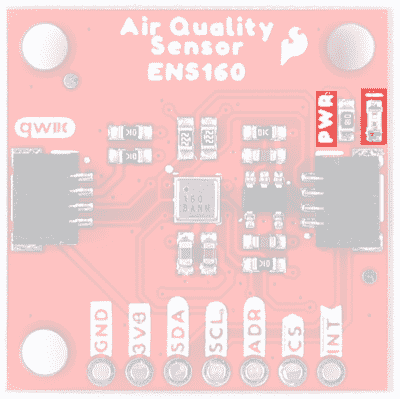 Air Quality
Sensor
ENS160
qwiic
PWR
GND
3V3
SDA
SCL
ADR
CS
INT